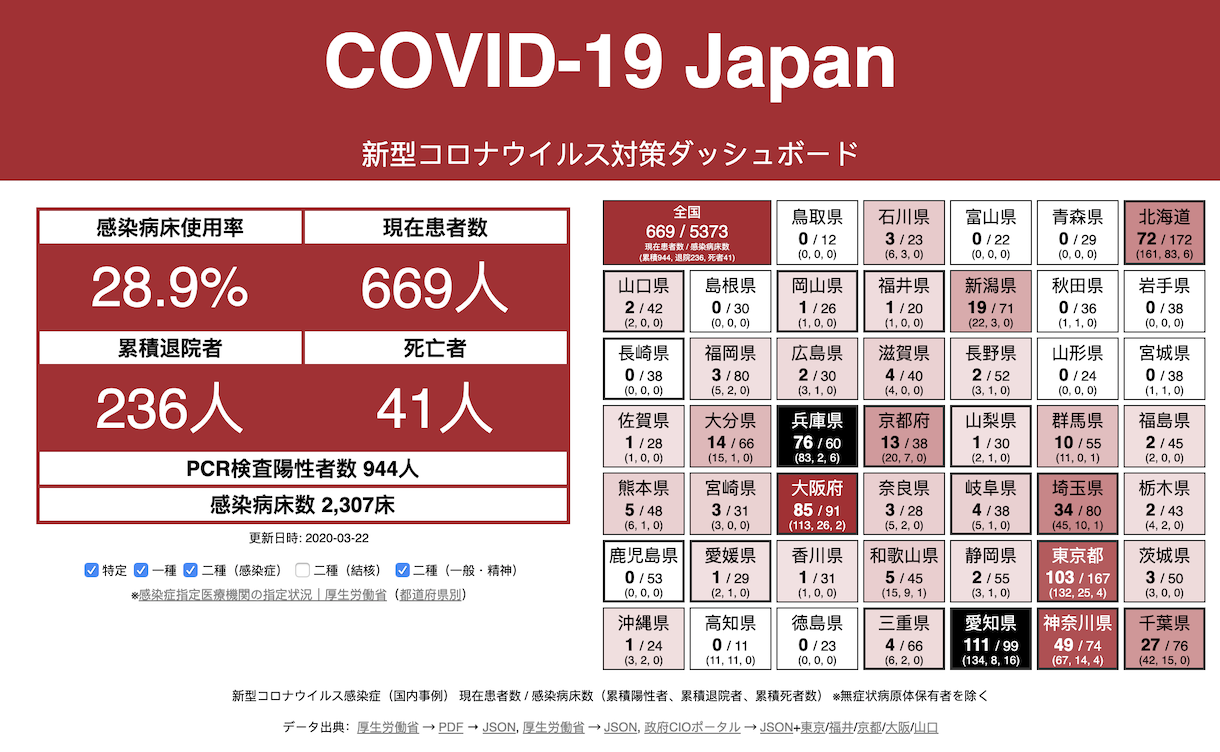 COVID-19 Japan
新型コロナウイルス対策ダッシュボード
感染病床使用率 現在患者数
28.9% 669人
累積退院者 死亡者
236人 41人
PCR検査陽性者数 944人
感染病床数 2,307床
更新日時: 2020-03-22
特定 一種 二種（感染症） 二種（結核） 二種（一般・精神）
※感染症指定医療機関の指定状況｜厚生労働省（都道府県別）
全国
669 / 5373
現在患者数 / 感染病床数
(累積944, 退院236, 死者41)
鳥取県
0 / 12
(0, 0, 0)
石川県
3 / 23
(6, 3, 0)
富山県
0 / 22
(0, 0, 0)
青森県
0 / 29
(0, 0, 0)
北海道
72 / 172
(161, 83, 6)
山口県
2 / 42
(2, 0, 0)
島根県
0 / 30
(0, 0, 0)
岡山県
1 / 26
(1, 0, 0)
福井県
1 / 20
(1, 0, 0)
新潟県
19 / 71
(22, 3, 0)
秋田県
0 / 36
(1, 1, 0)
岩手県
0 / 38
(0, 0, 0)
長崎県
0 / 38
(0, 0, 0)
福岡県
3 / 80
(5, 2, 0)
広島県
2 / 30
(3, 1, 0)
滋賀県
4 / 40
(4, 0, 0)
長野県
2 / 52
(3, 1, 0)
山形県
0 / 24
(0, 0, 0)
宮城県
0 / 38
(1, 1, 0)
佐賀県
1 / 28
(1, 0, 0)
大分県
14 / 66
(15, 1, 0)
兵庫県
76 / 60
(83, 2, 6)
京都府
13 / 38
(20, 7, 0)
山梨県
1 / 30
(2, 1, 0)
群馬県
10 / 55
(11, 0, 1)
福島県
2 / 45
(2, 0, 0)
熊本県
5 / 48
(6, 1, 0)
宮崎県
3 / 31
(3, 0, 0)
大阪府
85 / 91
(113, 26, 2)
奈良県
3 / 28
(5, 2, 0)
岐阜県
4 / 38
(5, 1, 0)
埼玉県
34 / 80
(45, 10, 1)
栃木県
2 / 43
(4, 2, 0)
鹿児島県
0 / 53
(0, 0, 0)
愛媛県
1 / 29
(2, 1, 0)
香川県
1 / 31
(1, 0, 0)
和歌山県
5 / 45
(15, 9, 1)
静岡県
2 / 55
(3, 1, 0)
東京都
103 / 167
(132, 25, 4)
茨城県
3 / 50
(3, 0, 0)
沖縄県
1 / 24
(3, 2, 0)
高知県
0 / 11
(11, 11, 0)
徳島県
0 / 23
(0, 0, 0)
三重県
4 / 66
(6, 2, 0)
愛知県
111 / 99
(134, 8, 16)
神奈川県
49 / 74
(67, 14, 4)
千葉県
27 / 76
(42, 15, 0)
新型コロナウイルス感染症（国内事例） 現在患者数 / 感染病床数（累積陽性者、累積退院者、累積死者数） ※無症状病原体保有者を除く
データ出典: 厚生労働省 → PDF → JSON, 厚生労働省 → JSON, 政府CIOポータル → JSON+東京/福井/京都/大阪/山口